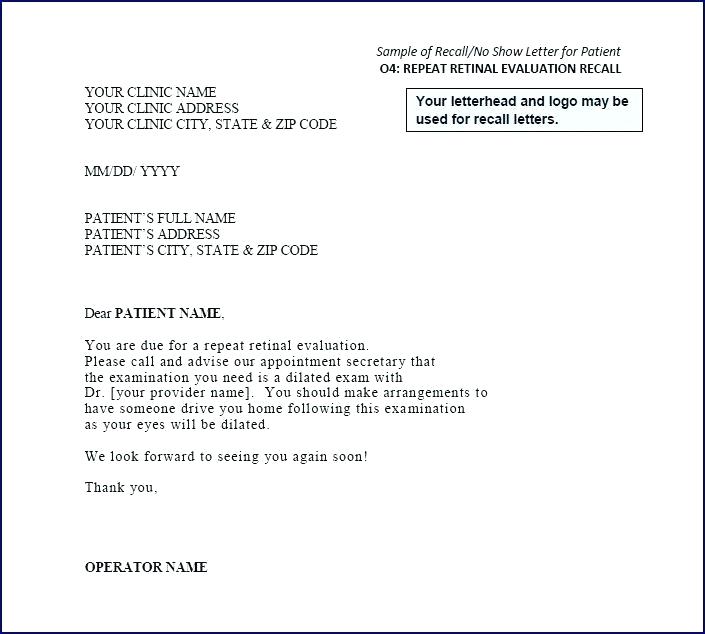 Sample of Recall/No Show Letter for Patient
O4: REPEAT RETINAL EVALUATION RECALL
YOUR CLINIC NAME
YOUR CLINIC ADDRESS
YOUR CLINIC CITY, STATE & ZIP CODE
Your letterhead and logo may be
used for recall letters.
MM/DD/ YYYY
PATIENT’S FULL NAME
PATIENT’S ADDRESS
PATIENT’S CITY, STATE & ZIP CODE
Dear PATIENT NAME,
You are due for a repeat retinal evaluation.
Please call and advise our appointment secretary that
the examination you need is a dilated exam with
Dr. [your provider name].  You should make arrangements to
have someone drive you home following this examination
as your eyes will be dilated.
We look forward to seeing you again soon!
Thank you,
OPERATOR NAME